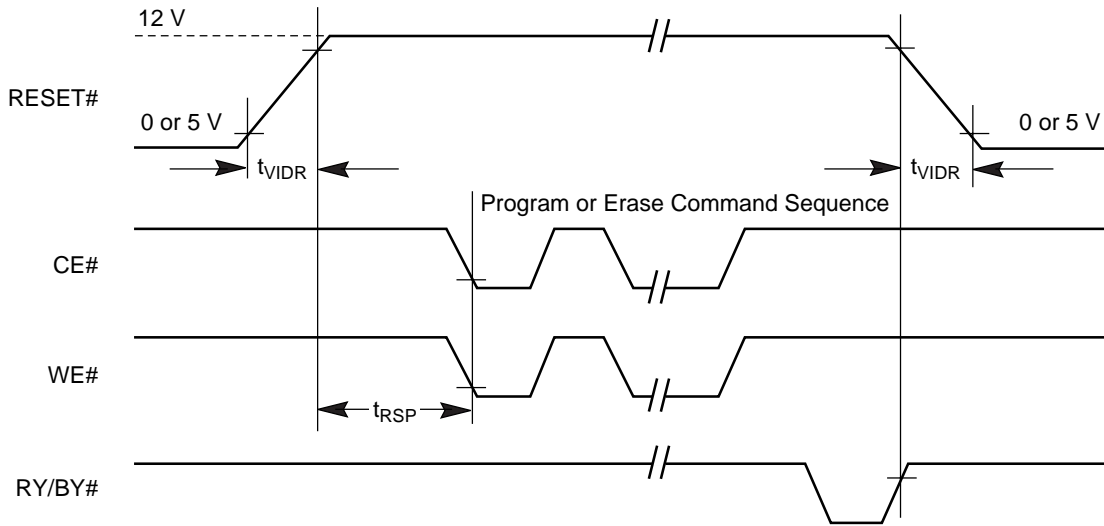 12 V
RESET#
0 or 5 V
0 or 5 V
tVIDR
tVIDR
Program or Erase Command Sequence
CE#
WE#
tRSP
RY/BY#